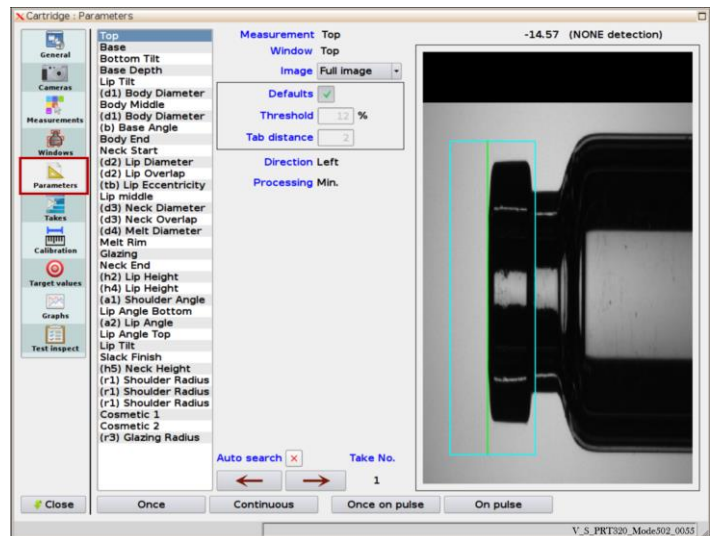 Cartridge : Parameters
General
Cameras
Measurements
Windows
Parameters
Takes
Calibration
Target values
Graphs
Test inspect
Close
Top
Base
Bottom Tilt
Base Depth
Lip Tilt
(d1) Body Diameter
Body Middle
(d1) Body Diameter
(b) Base Angle
Body End
Neck Start
(d2) Lip Diameter
(d2) Lip Overlap
(tb) Lip Eccentricity
Lip middle
(d3) Neck Diameter
(d3) Neck Overlap
(d4) Melt Diameter
Melt Rim
Glazing
Neck End
(h2) Lip Height
(h4) Lip Height
(a1) Shoulder Angle
Lip Angle Bottom
(a2) Lip Angle
Lip Angle Top
Lip Tilt
Slack Finish
(h5) Neck Height
(r1) Shoulder Radius
(r1) Shoulder Radius
(r1) Shoulder Radius
Cosmetic 1
Cosmetic 2
(r3) Glazing Radius
Measurement Top
Window Top
Image Full image
Defaults
Threshold 12 %
Tab distance 2
Direction Left
Processing Min.
Auto search Take No.
1
-14.57 (NONE detection)
Once
Continuous
Once on pulse
On pulse
V_S_PRT320_Mode502_0055